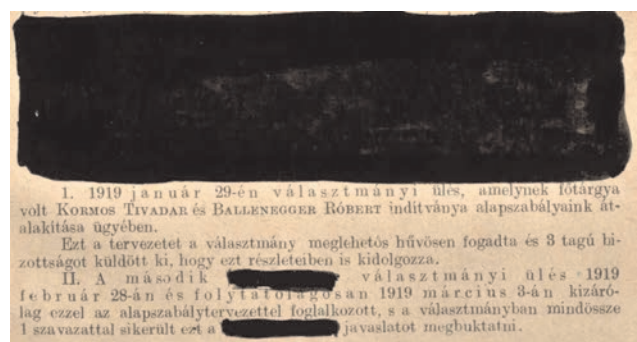 1. 1919 január 29-én választmányi ülés, amelynek főtárgya
volt KORMOS TIVADAR és BALLENEGGER RÓBERT indítványa alapszabályaink át-
alakítása ügyében.
Ezt a tervezetet a választmány meglehetős hűvösen fogadta és 3 tagú bi-
zottságot küldött ki, hogy ezt részleteiben is kidolgozza.
II. A második választmányi ülés 1919
február 28-án és folytatólagosan 1919 március 3-án kizáró-
lag ezzel az alapszabálytervezettel foglalkozott, s a választmányban mindössze
1 szavazattal sikerült ezt a javaslatot megbuktatni.